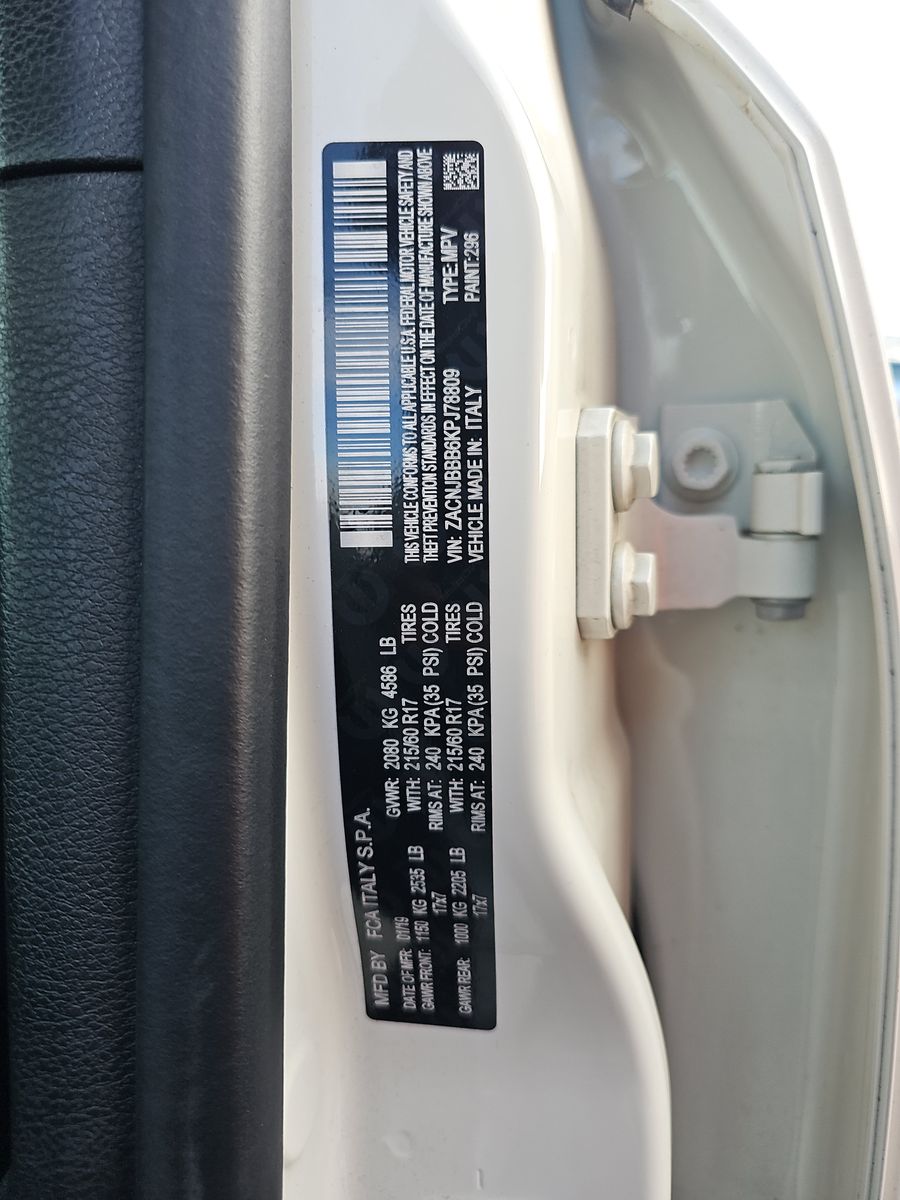 MFD BY FCA ITALY S.P.A.
DATE OF MFR: 01/19 GVWR: 2080 KG 4586 LB
GAWR FRONT: 1150 KG 2535 LB WITH: 215/60 R17 TIRES
17x7 RIMS AT: 240 KPA (35 PSI) COLD
GAWR REAR: 1000 KG 2205 LB WITH: 215/60 R17 TIRES
17x7 RIMS AT: 240 KPA (35 PSI) COLD
THIS VEHICLE CONFORMS TO ALL APPLICABLE U.S.A. FEDERAL MOTOR VEHICLE SAFETY AND
THEFT PREVENTION STANDARDS IN EFFECT ON THE DATE OF MANUFACTURE SHOWN ABOVE
VIN: ZACNJBBB6KPJ78809 TYPE: MPV
VEHICLE MADE IN: ITALY PAINT: 296